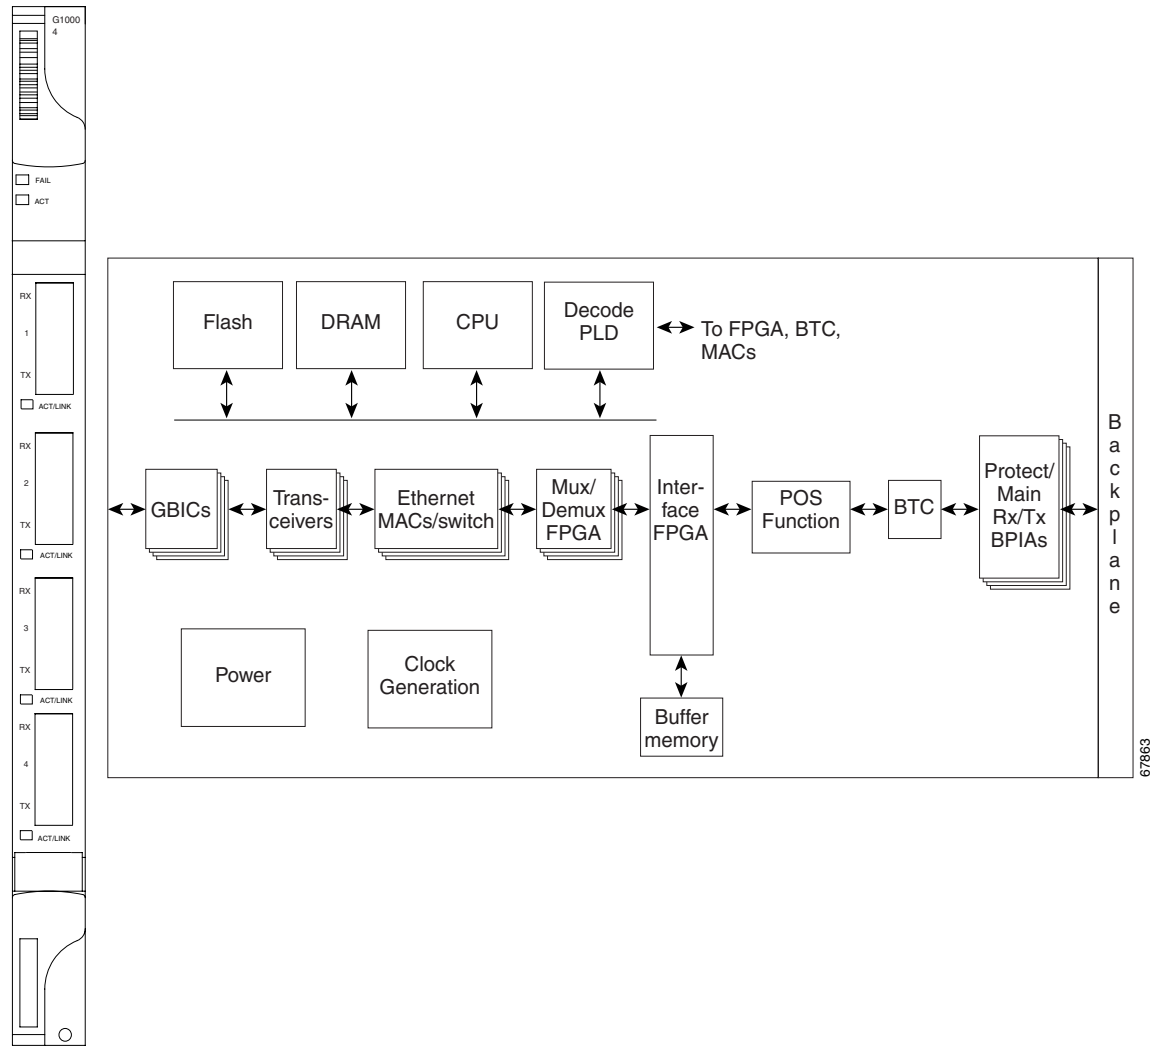 G1000
4
FAIL
ACT
RX
1
TX
ACT/LINK
RX
2
TX
ACT/LINK
RX
3
TX
ACT/LINK
RX
4
TX
ACT/LINK
Flash
DRAM
CPU
Decode
PLD
To FPGA, BTC,
MACs
GBICs
Trans-
ceivers
Ethernet
MACs/switch
Mux/
Demux
FPGA
Inter-
face
FPGA
POS
Function
BTC
Protect/
Main
Rx/Tx
BPIAs
Backplane
Power
Clock
Generation
Buffer
memory
67863